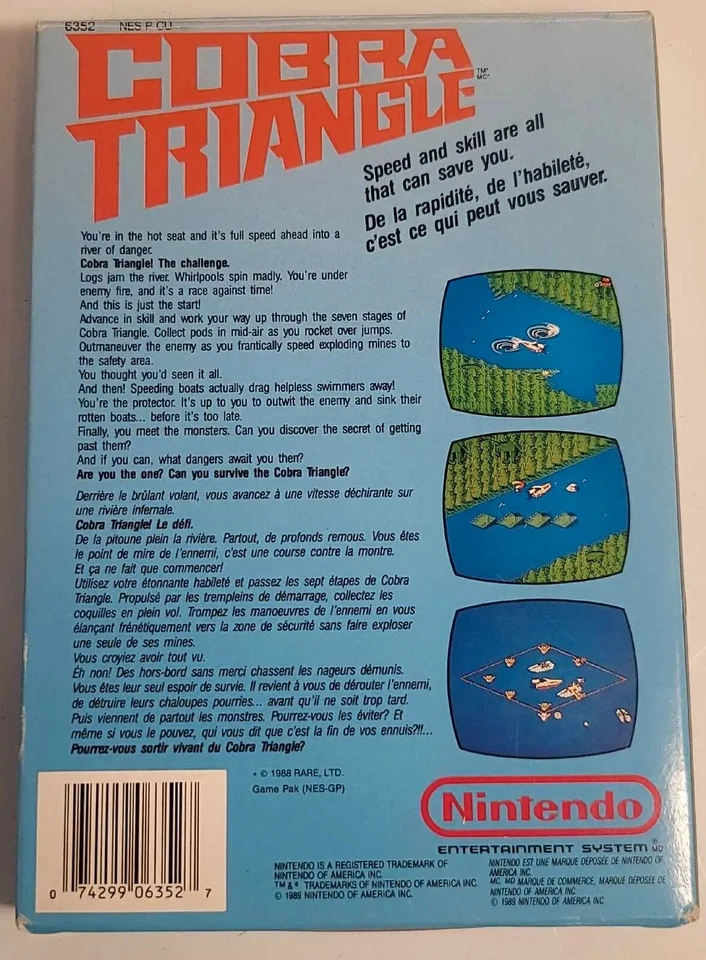 6352 NES P CU
COBRA
TRIANGLE
TM*
MC*
Speed and skill are all
that can save you.
De la rapidité, de l'habileté,
c'est ce qui peut vous sauver.
You're in the hot seat and it's full speed ahead into a
river of danger.
Cobra Triangle! The challenge.
Logs jam the river. Whirlpools spin madly. You're under
enemy fire, and it's a race against time!
And this is just the start!
Advance in skill and work your way up through the seven stages of
Cobra Triangle. Collect pods in mid-air as you rocket over jumps.
Outmaneuver the enemy as you frantically speed exploding mines to
the safety area.
You thought you'd seen it all.
And then! Speeding boats actually drag helpless swimmers away!
You're the protector. It's up to you to outwit the enemy and sink their
rotten boats... before it's too late.
Finally, you meet the monsters. Can you discover the secret of getting
past them?
And if you can, what dangers await you then?
Are you the one? Can you survive the Cobra Triangle?
Derrière le brûlant volant, vous avancez à une vitesse déchirante sur
une rivière infernale.
Cobra Triangle! Le défi.
De la pitoune plein la rivière. Partout, de profonds remous. Vous êtes
le point de mire de l'ennemi, c'est une course contre la montre.
Et ça ne fait que commencer!
Utilisez votre étonnante habileté et passez les sept étapes de Cobra
Triangle. Propulsé par les tremplins de démarrage, collectez les
coquilles en plein vol. Trompez les manoeuvres de l'ennemi en vous
élançant frénétiquement vers la zone de sécurité sans faire exploser
une seule de ses mines.
Vous croyiez avoir tout vu.
Éh non! Des hors-bord sans merci chassent les nageurs démunis.
Vous êtes leur seul espoir de survie. Il revient à vous de dérouter l'ennemi,
de détruire leurs chaloupes pourries... avant qu'il ne soit trop tard.
Puis viennent de partout les monstres. Pourrez-vous les éviter? Et
même si vous le pouvez, qui vous dit que c'est la fin de vos ennuis?!!...
Pourrez-vous sortir vivant du Cobra Triangle?
• © 1988 RARE, LTD.
Game Pak (NES-GP)
Nintendo
ENTERTAINMENT SYSTEM ® MD
0 74299 06352 7
NINTENDO IS A REGISTERED TRADEMARK OF
NINTENDO OF AMERICA INC.
TM & ® TRADEMARKS OF NINTENDO OF AMERICA INC.
© 1989 NINTENDO OF AMERICA INC.
NINTENDO EST UNE MARQUE DÉPOSÉE DE NINTENDO OF
AMERICA INC.
MC, MD MARQUE DE COMMERCE, MARQUE DÉPOSÉE DE
NINTENDO OF AMERICA INC.
© 1989 NINTENDO OF AMERICA INC.